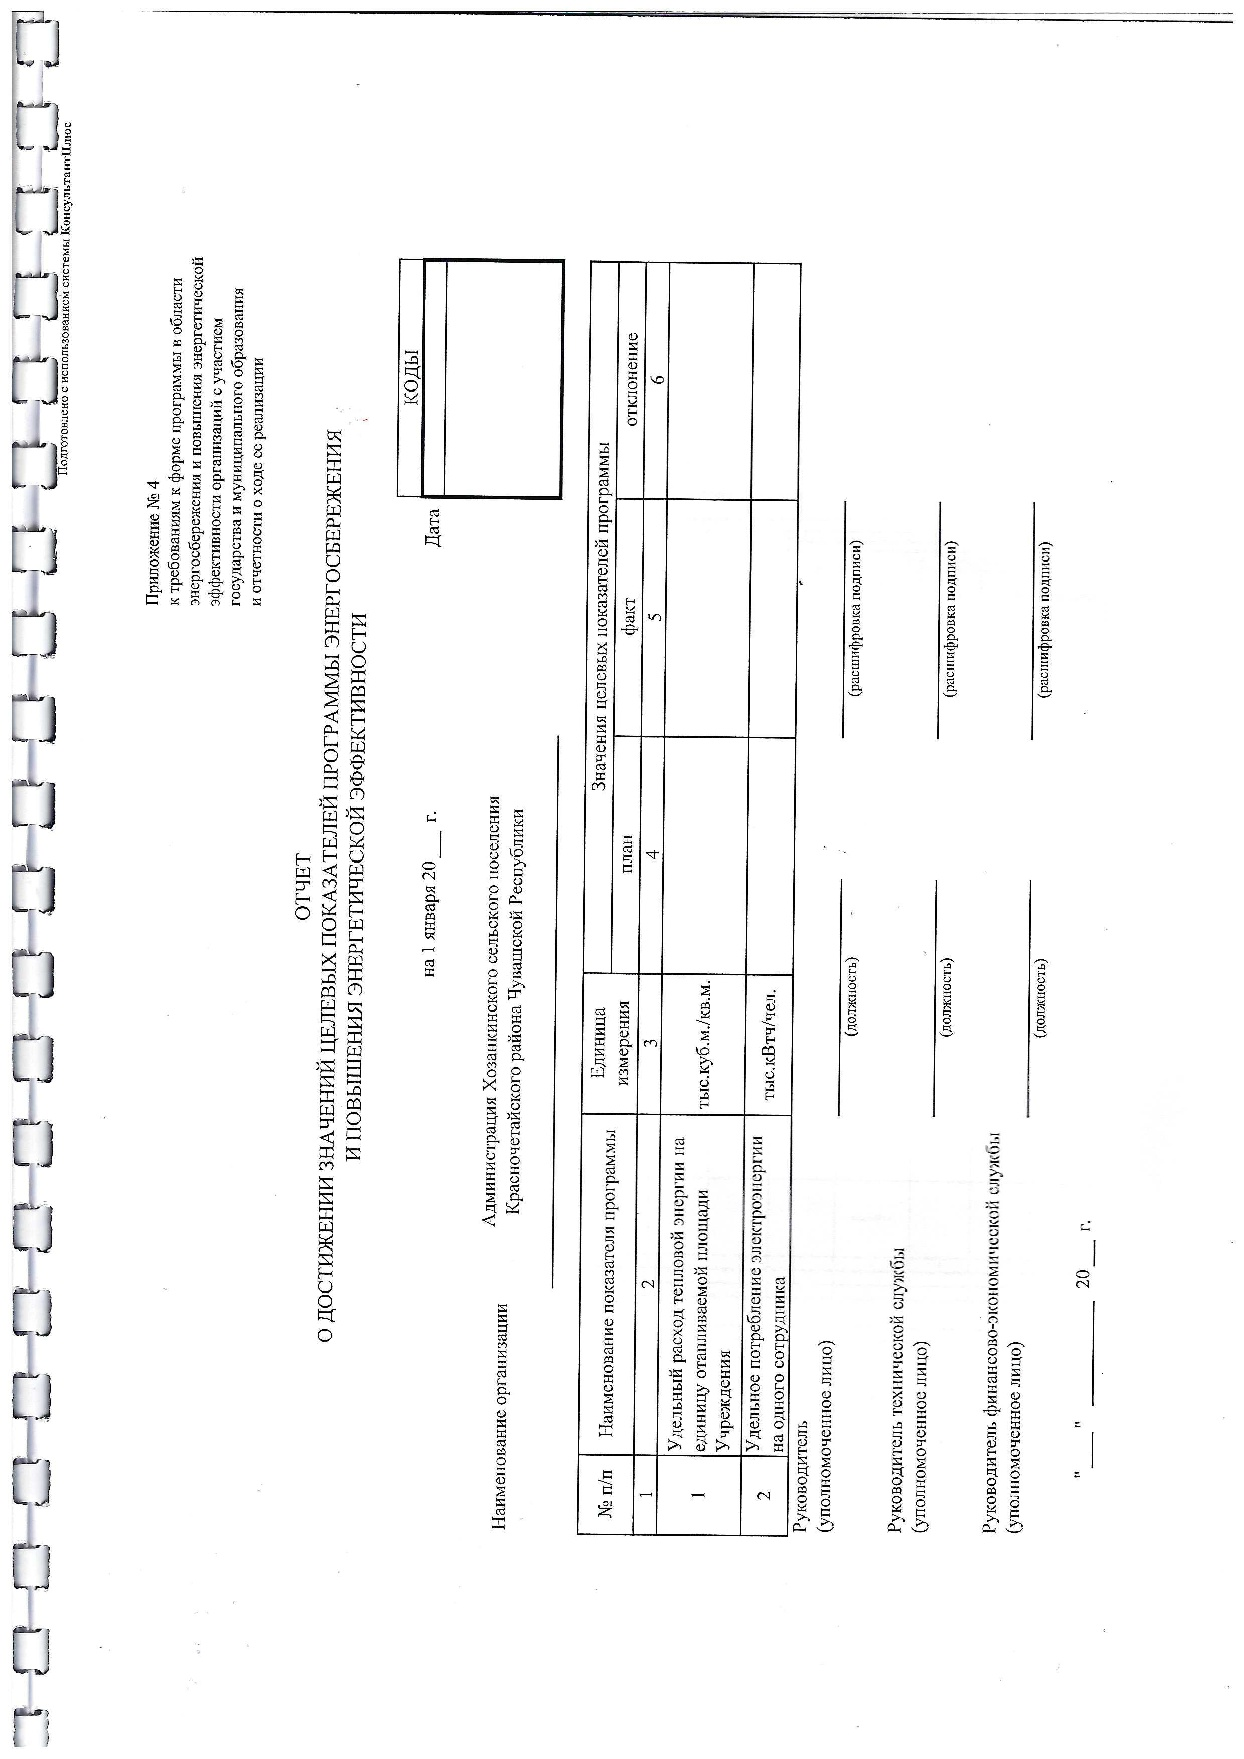 Подготовлено с использованием системы КонсультантПлюс
Приложение № 4
к требованиям к форме программы в области
энергосбережения и повышения энергетической
эффективности организаций с участием
государства и муниципального образования
и отчетности о ходе ее реализации
ОТЧЕТ
О ДОСТИЖЕНИИ ЗНАЧЕНИЙ ЦЕЛЕВЫХ ПОКАЗАТЕЛЕЙ ПРОГРАММЫ ЭНЕРГОСБЕРЕЖЕНИЯ
И ПОВЫШЕНИЯ ЭНЕРГЕТИЧЕСКОЙ ЭФФЕКТИВНОСТИ
КОДЫ
на 1 января 20 ___ г. Дата
Наименование организации
Администрация Хозанкинского сельского поселения
Красночетайского района Чувашской Республики
№ п/п Наименование показателя программы Единица измерения Значения целевых показателей программы
план факт отклонение
1 2 3 4 5 6
1 Удельный расход тепловой энергии на
единицу отапливаемой площади тыс.куб.м./кв.м.
Учреждения
2 Удельное потребление электроэнергии тыс.кВтч/чел.
на одного сотрудника
Руководитель
(уполномоченное лицо)
(должность) (расшифровка подписи)
Руководитель технической службы
(уполномоченное лицо)
(должность) (расшифровка подписи)
Руководитель финансово-экономической службы
(уполномоченное лицо)
(должность) (расшифровка подписи)
" ____ " ____________ 20 ___ г.